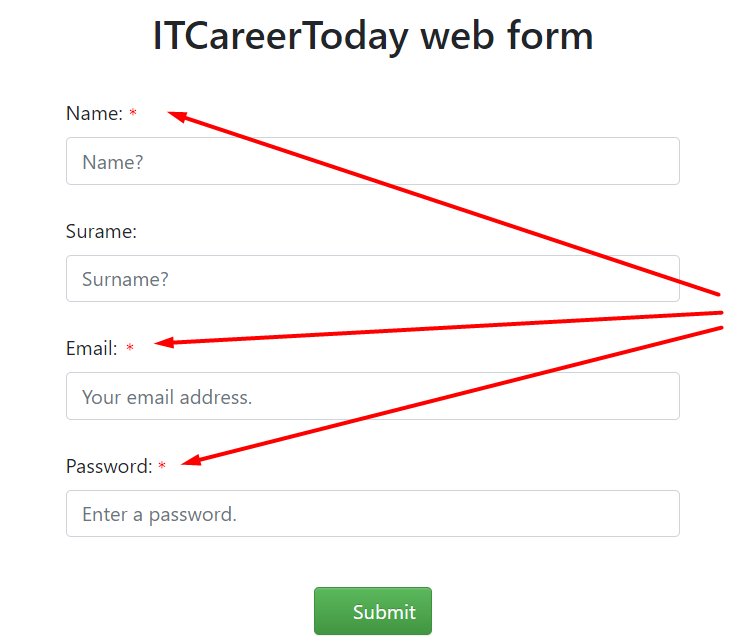 ITCareerToday web form
Name: *
Name?
Surame:
Surname?
Email: *
Your email address.
Password: *
Enter a password.
Submit